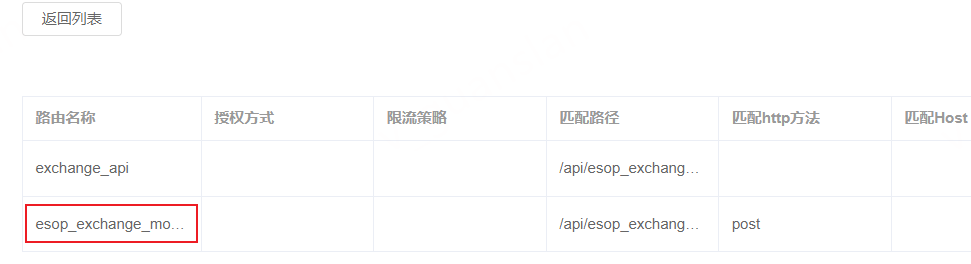 返回列表
路由名称 授权方式 限流策略 匹配路径 匹配http方法 匹配Host
exchange_api /api/esop_exchang...
esop_exchange_mo... /api/esop_exchang... post